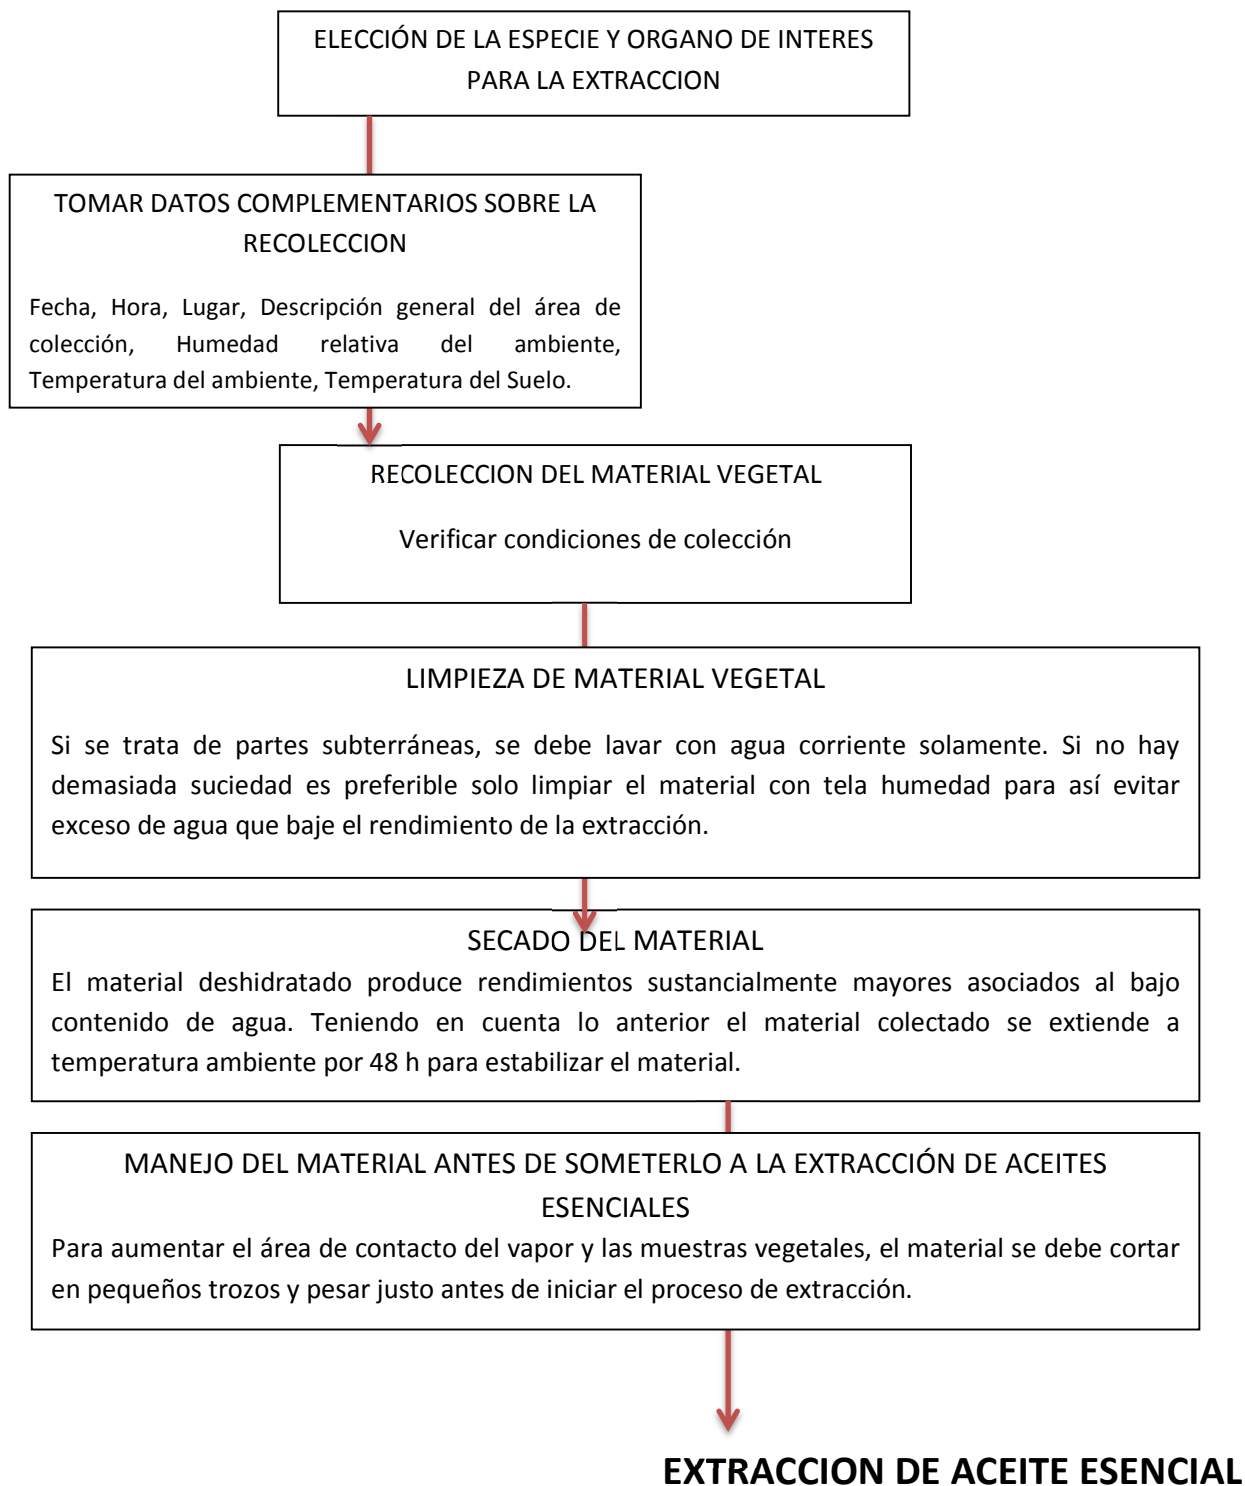 ELECCIÓN DE LA ESPECIE Y ORGANO DE INTERES
PARA LA EXTRACCION
TOMAR DATOS COMPLEMENTARIOS SOBRE LA
RECOLECCION
Fecha, Hora, Lugar, Descripción general del área de
colección, Humedad relativa del ambiente,
Temperatura del ambiente, Temperatura del Suelo.
RECOLECCION DEL MATERIAL VEGETAL
Verificar condiciones de colección
LIMPIEZA DE MATERIAL VEGETAL
Si se trata de partes subterráneas, se debe lavar con agua corriente solamente. Si no hay
demasiada suciedad es preferible solo limpiar el material con tela humedad para así evitar
exceso de agua que baje el rendimiento de la extracción.
SECADO DEL MATERIAL
El material deshidratado produce rendimientos sustancialmente mayores asociados al bajo
contenido de agua. Teniendo en cuenta lo anterior el material colectado se extiende a
temperatura ambiente por 48 h para estabilizar el material.
MANEJO DEL MATERIAL ANTES DE SOMETERLO A LA EXTRACCIÓN DE ACEITES
ESENCIALES
Para aumentar el área de contacto del vapor y las muestras vegetales, el material se debe cortar
en pequeños trozos y pesar justo antes de iniciar el proceso de extracción.
EXTRACCION DE ACEITE ESENCIAL